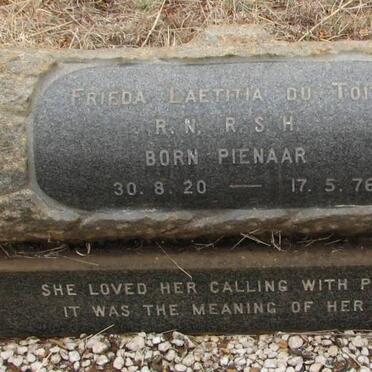 FRIEDA LAETITIA DU TOI
R. N. R. S. H.
BORN PIENAAR
30. 8. 20 — 17. 5. 76
SHE LOVED HER CALLING WITH P
IT WAS THE MEANING OF HER